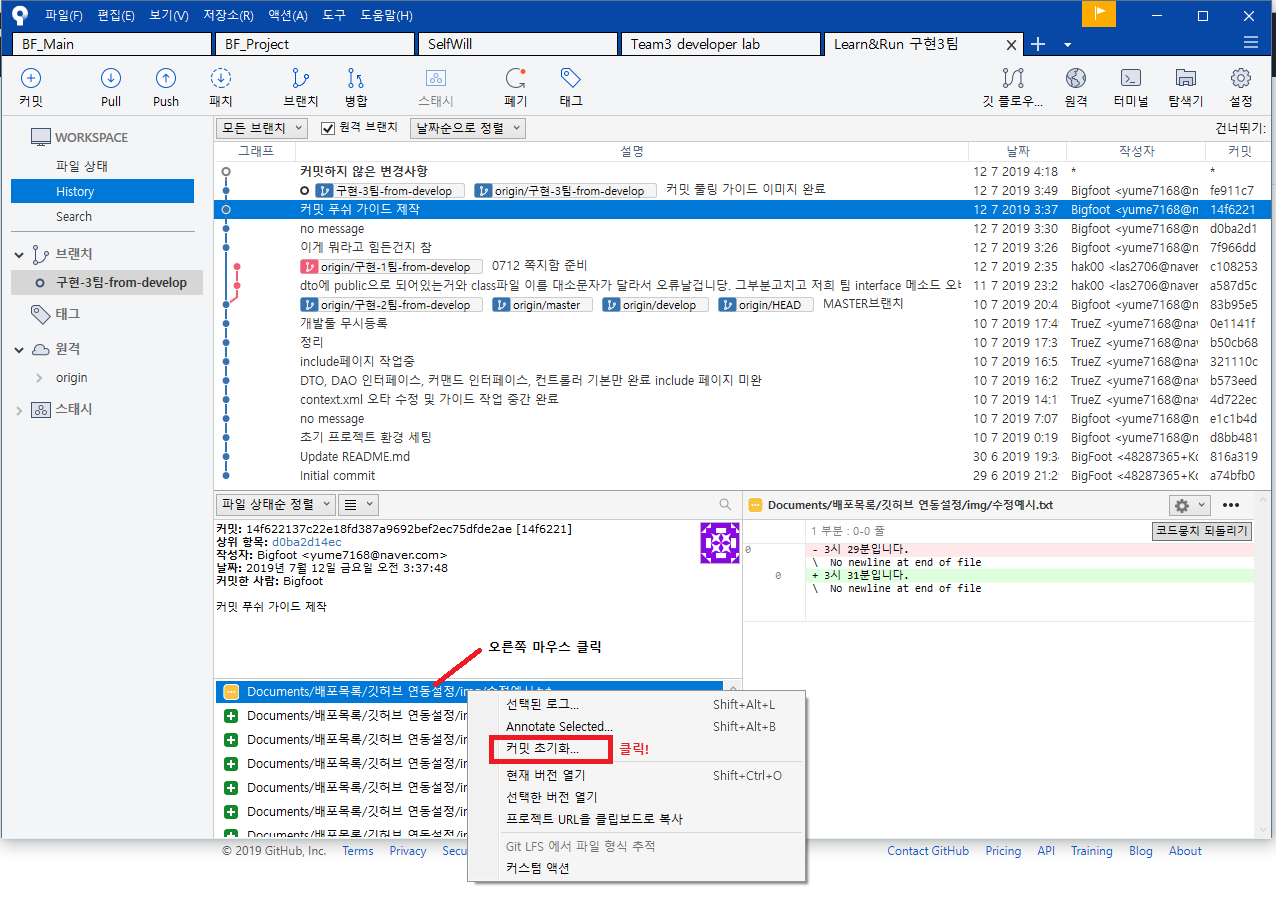 파일(F) 편집(E) 보기(V) 저장소(R) 액션(A) 도구 도움말(H)
BF_Main BF_Project SelfWill Team3 developer lab Learn&Run 구현3팀
커밋 Pull Push 패치 브랜치 병합 스태시 폐기 태그 깃 플로우... 원격 터미널 탐색기 설정
WORKSPACE
파일 상태
History
Search
브랜치
구현-3팀-from-develop
태그
원격
origin
스태시
모든 브랜치 원격 브랜치 날짜순으로 정렬 건너뛰기:
그래프 설명 날짜 작성자 커밋
커밋하지 않은 변경사항 12 7 2019 4:18 * *
구현-3팀-from-develop origin/구현-3팀-from-develop 커밋 풀링 가이드 이미지 완료 12 7 2019 3:49 Bigfoot <yume7168@n fe911c7
커밋 푸쉬 가이드 제작 12 7 2019 3:37 Bigfoot <yume7168@n 14f6221
no message 12 7 2019 3:30 Bigfoot <yume7168@n d0ba2d1
이게 뭐라고 힘든건지 참 12 7 2019 3:26 Bigfoot <yume7168@n 7f966dd
origin/구현-1팀-from-develop 0712 쪽지함 준비 12 7 2019 2:35 hak00 <las2706@naver c108253
dto에 public으로 되어있는거와 class파일 이름 대소문자가 달라서 오류날겁니당. 그부분고치고 저희 팀 interface 메소드 오버 11 7 2019 23:2 hak00 <las2706@naver a587d5c
origin/구현-2팀-from-develop origin/master origin/develop origin/HEAD MASTER브랜치 10 7 2019 20:4 Bigfoot <yume7168@n 83b95e5
개발툴 무시등록 10 7 2019 17:4 TrueZ <yume7168@nav 0e1141f
정리 10 7 2019 17:3 TrueZ <yume7168@nav b50cb68
include페이지 작업중 10 7 2019 16:5 TrueZ <yume7168@nav 321110c
DTO, DAO 인터페이스, 커맨드 인터페이스, 컨트롤러 기본만 완료 include 페이지 미완 10 7 2019 16:2 TrueZ <yume7168@nav b573eed
context.xml 오타 수정 및 가이드 작업 중간 완료 10 7 2019 14:1 TrueZ <yume7168@nav 4d722ec
no message 10 7 2019 7:07 Bigfoot <yume7168@n e1c1b4d
초기 프로젝트 환경 세팅 10 7 2019 0:19 Bigfoot <yume7168@n d8bb481
Update README.md 30 6 2019 19:3 BigFoot <48287365+Kc 816a319
Initial commit 29 6 2019 21:2 BigFoot <48287365+Kc a74bfb0
파일 상태순 정렬
커밋: 14f622137c22e18fd387a9692bef2ec75dfde2ae [14f6221]
상위 항목: d0ba2d14ec
작성자: Bigfoot <yume7168@naver.com>
날짜: 2019년 7월 12일 금요일 오전 3:37:48
커밋한 사람: Bigfoot
커밋 푸쉬 가이드 제작
오른쪽 마우스 클릭
Documents/배포목록/깃허브 연동설정/img/수정예시.txt
Documents/배포목록/깃허브 연동설정/im
Documents/배포목록/깃허브 연동설정/im
Documents/배포목록/깃허브 연동설정/im
Documents/배포목록/깃허브 연동설정/im
Documents/배포목록/깃허브 연동설정/im
Documents/배포목록/깃허브 연동설정/im
Documents/배포목록/깃허브 연동설정/img/수정예시.txt
1 부분 : 0-0 줄 코드뭉치 되돌리기
0 - 3시 29분입니다.
\ No newline at end of file
0 + 3시 31분입니다.
\ No newline at end of file
선택된 로그... Shift+Alt+L
Annotate Selected... Shift+Alt+B
커밋 초기화... 클릭!
현재 버전 열기 Shift+Ctrl+O
선택한 버전 열기
프로젝트 URL을 클립보드로 복사
Git LFS 에서 파일 형식 추적
커스텀 액션
© 2019 GitHub, Inc. Terms Privacy Secu Contact GitHub Pricing API Training Blog About